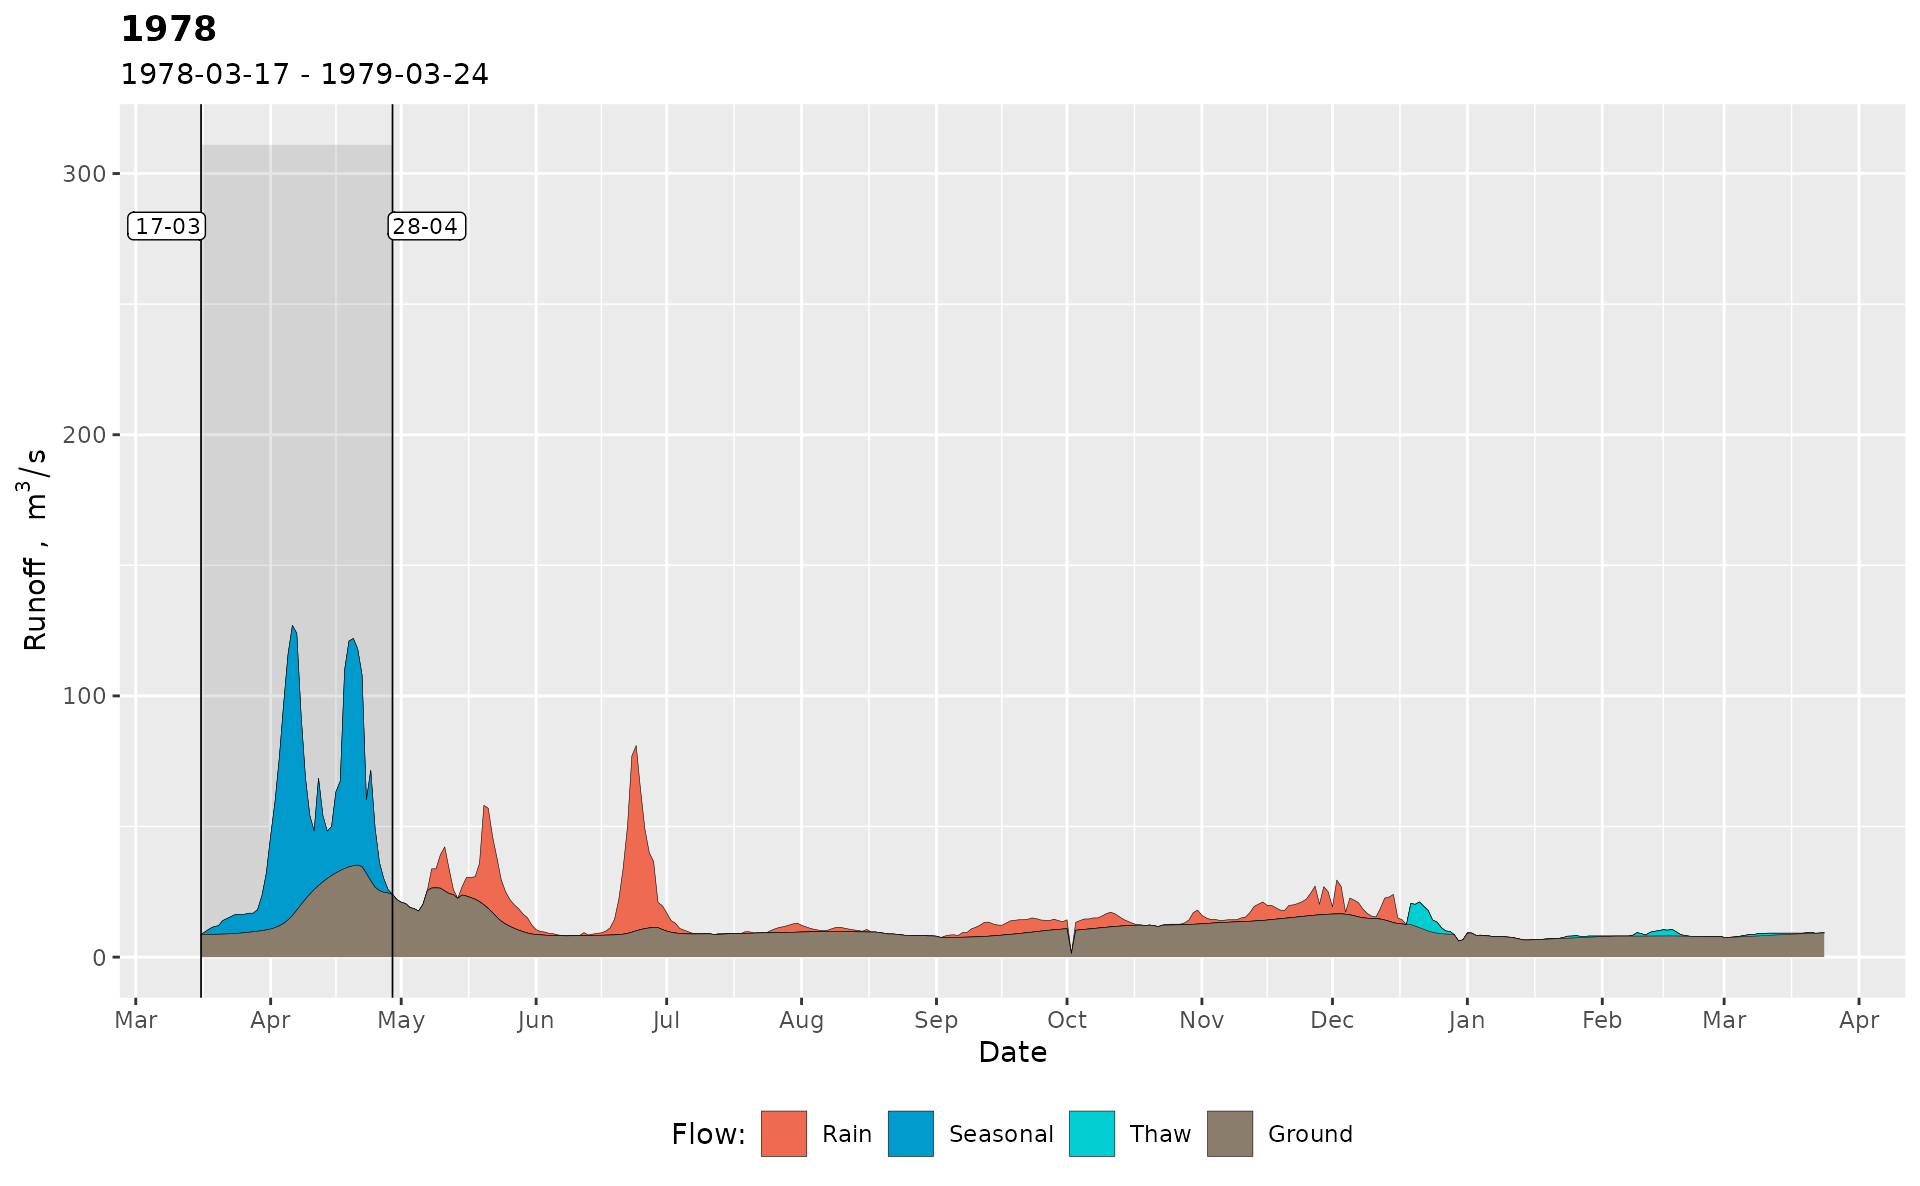 1978
1978-03-17 - 1979-03-24
300
200
100
0
Runoff , m³/s
17-03
28-04
Mar Apr May Jun Jul Aug Sep Oct Nov Dec Jan Feb Mar Apr
Date
Flow: Rain Seasonal Thaw Ground